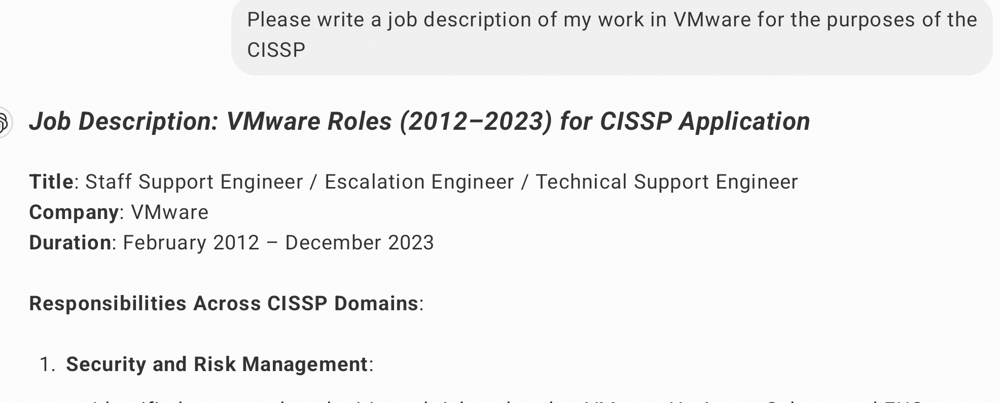 Please write a job description of my work in VMware for the purposes of the
CISSP
Job Description: VMware Roles (2012–2023) for CISSP Application
Title: Staff Support Engineer / Escalation Engineer / Technical Support Engineer
Company: VMware
Duration: February 2012 – December 2023
Responsibilities Across CISSP Domains:
1. Security and Risk Management: